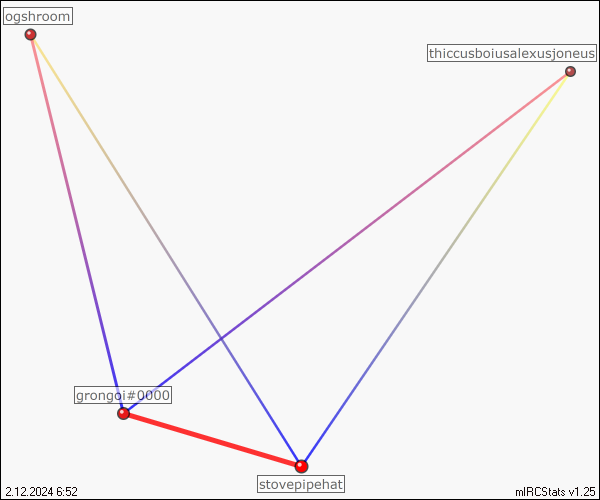 ogshroom
thiccusboiusalexusjoneus
grongoi#0000
stovepipehat
2.12.2024 6:52
mIRCStats v1.25